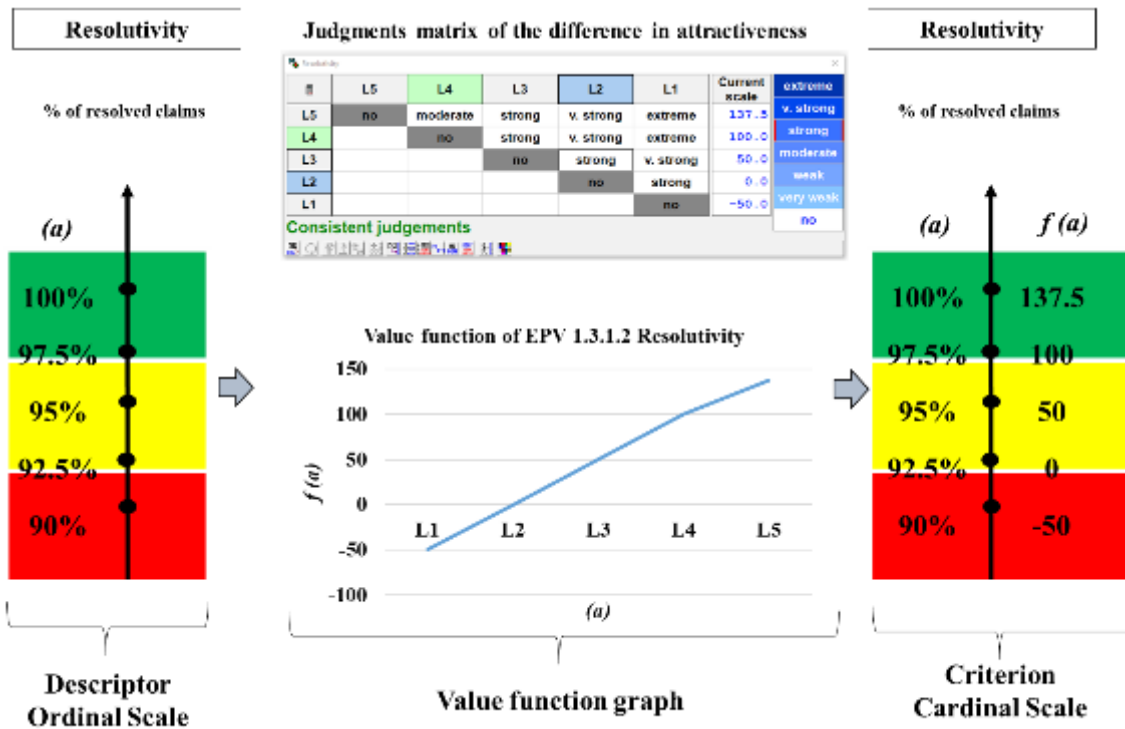 Resolutivity
Judgments matrix of the difference in attractiveness
Resolutivity
% of resolved claims
% of resolved claims
Resolutivity
L5 L4 L3 L2 L1 Current scale
L5 no moderate strong v. strong extreme 137.5
L4 no strong v. strong extreme 100.0
L3 no strong v. strong 50.0
L2 no strong 0.0
L1 no -50.0
extreme
v. strong
strong
moderate
weak
very weak
no
Consistent judgements
(a)
100%
97.5%
95%
92.5%
90%
Value function of EPV 1.3.1.2 Resolutivity
150
100
50
0
-50
-100
f (a)
L1 L2 L3 L4 L5
(a)
(a) f (a)
100% 137.5
97.5% 100
95% 50
92.5% 0
90% -50
Descriptor
Ordinal Scale
Value function graph
Criterion
Cardinal Scale